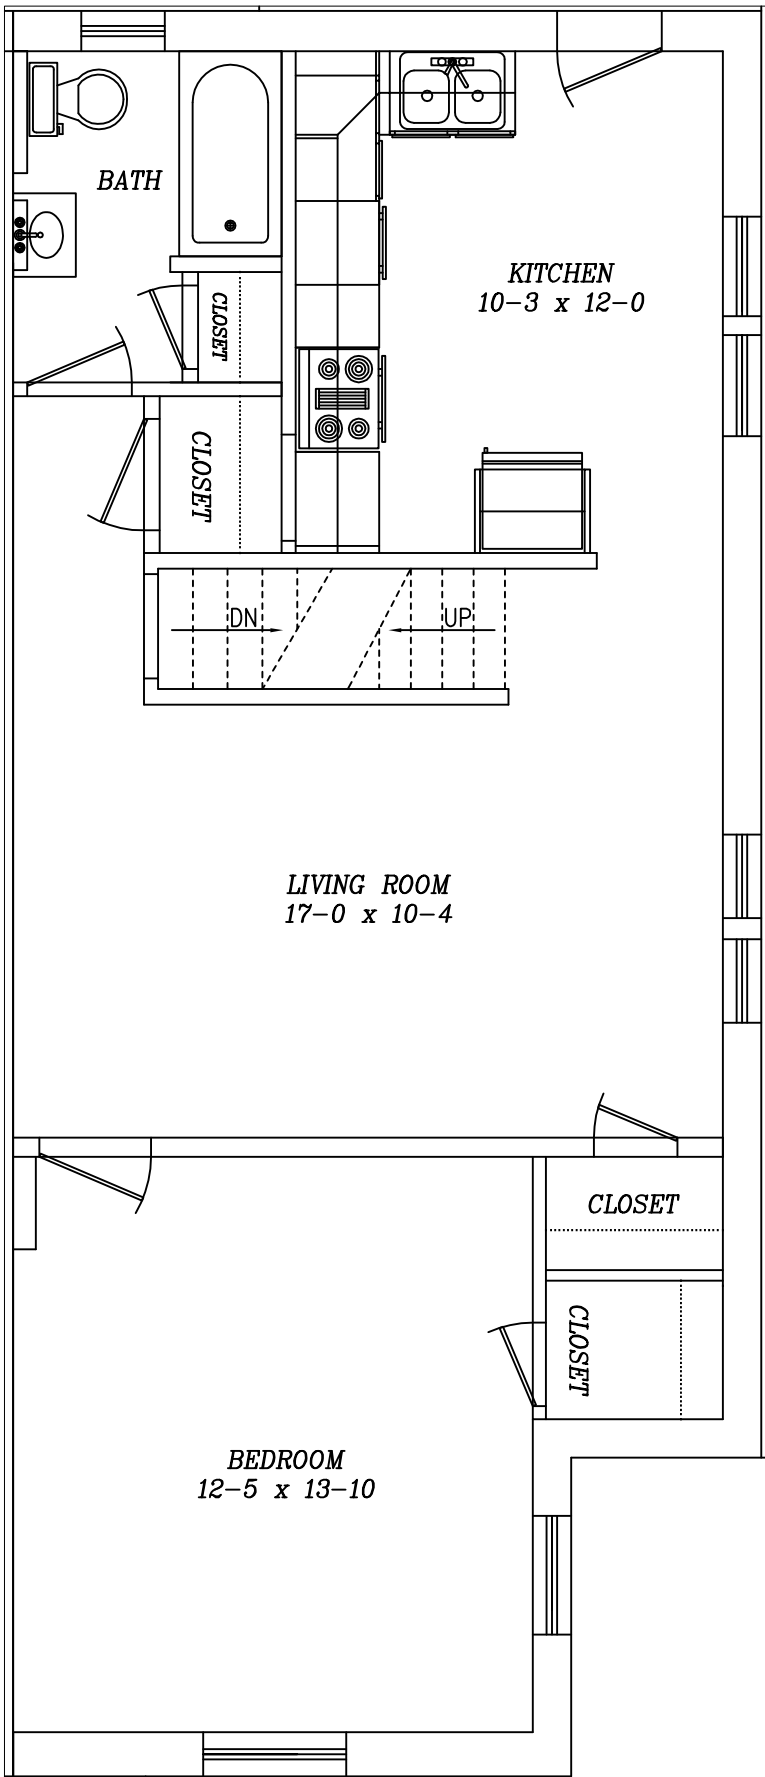 BATH
KITCHEN
10-3 x 12-0
CLOSET
CLOSET
DN
UP
LIVING ROOM
17-0 x 10-4
CLOSET
CLOSET
BEDROOM
12-5 x 13-10